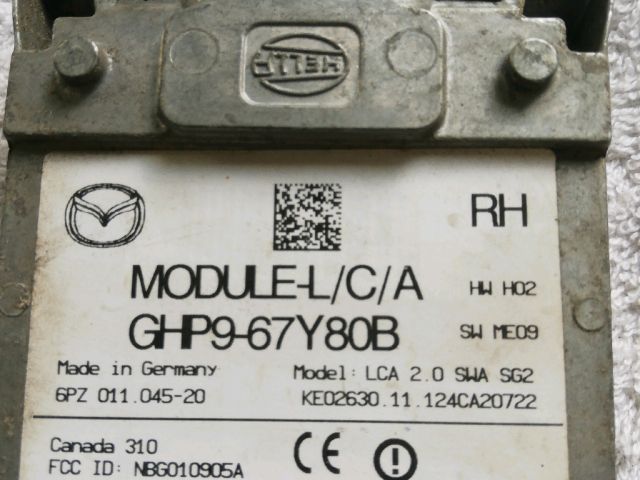 HELLA
RH
MODULE-L/C/A
HW H02
GHP9-67Y80B
SW ME09
Made in Germany
Model: LCA 2.0 SWA SG2
6PZ 011.045-20
KE02630.11.124CA20722
Canada 310
CE
FCC ID: NBG010905A